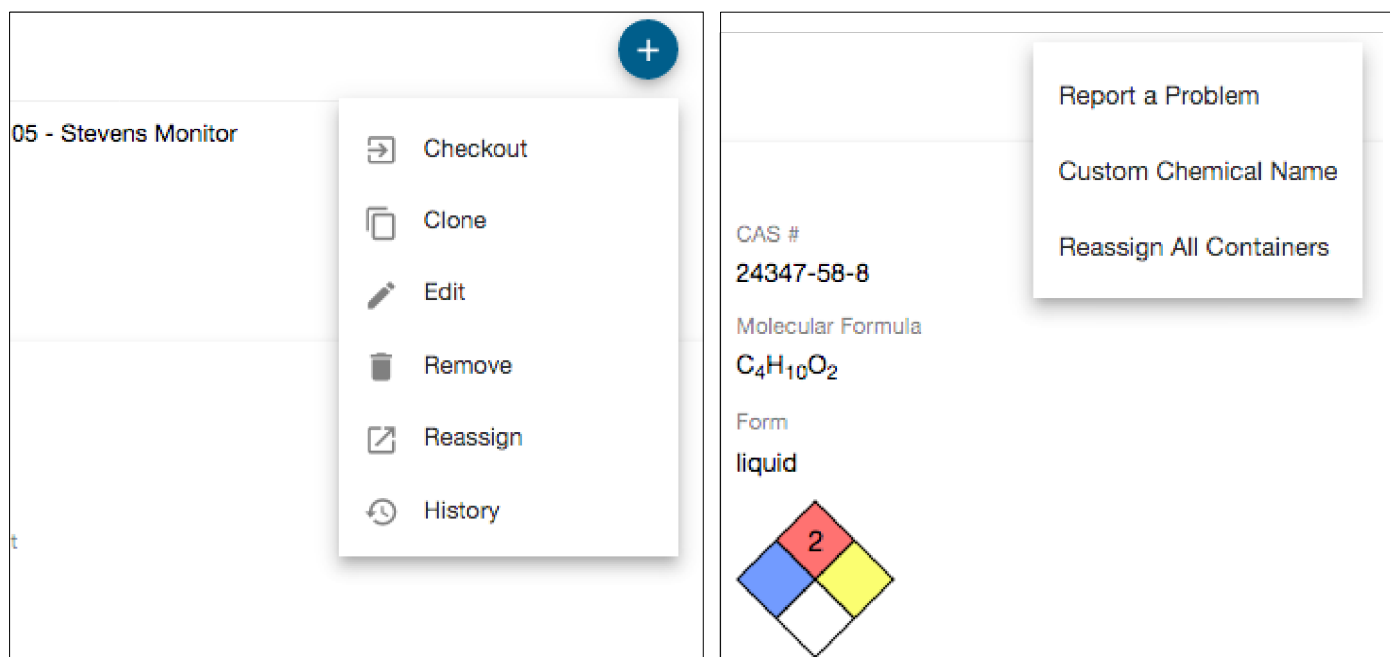 +
05 - Stevens Monitor
Checkout
Clone
Edit
Remove
Reassign
History
t
Report a Problem
Custom Chemical Name
Reassign All Containers
CAS #
24347-58-8
Molecular Formula
C₄H₁₀O₂
Form
liquid
2